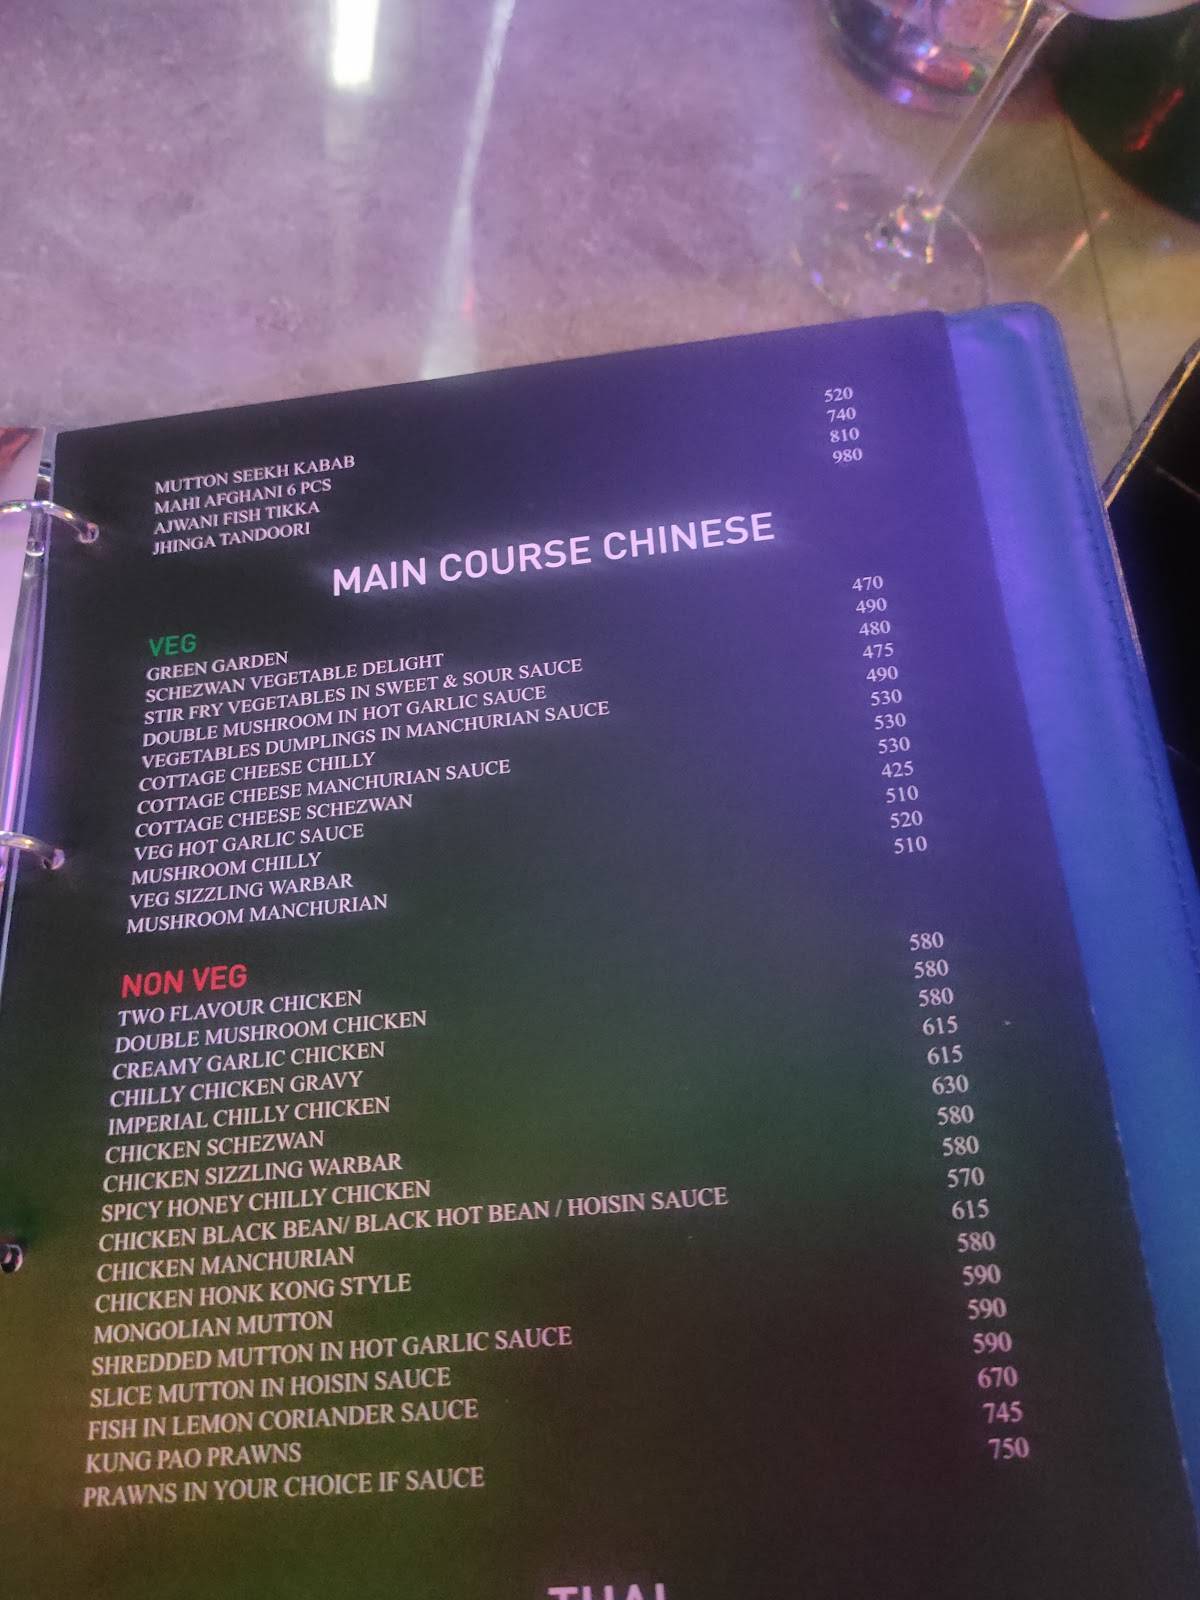 MUTTON SEEKH KABAB 520
MAHI AFGHANI 6 PCS 740
AJWANI FISH TIKKA 810
JHINGA TANDOORI 980
MAIN COURSE CHINESE
VEG
GREEN GARDEN 470
SCHEZWAN VEGETABLE DELIGHT 490
STIR FRY VEGETABLES IN SWEET & SOUR SAUCE 480
DOUBLE MUSHROOM IN HOT GARLIC SAUCE 475
VEGETABLES DUMPLINGS IN MANCHURIAN SAUCE 490
COTTAGE CHEESE CHILLY 530
COTTAGE CHEESE MANCHURIAN SAUCE 530
COTTAGE CHEESE SCHEZWAN 530
VEG HOT GARLIC SAUCE 425
MUSHROOM CHILLY 510
VEG SIZZLING WARBAR 520
MUSHROOM MANCHURIAN 510
NON VEG
TWO FLAVOUR CHICKEN 580
DOUBLE MUSHROOM CHICKEN 580
CREAMY GARLIC CHICKEN 580
CHILLY CHICKEN GRAVY 615
IMPERIAL CHILLY CHICKEN 615
CHICKEN SCHEZWAN 630
CHICKEN SIZZLING WARBAR 580
SPICY HONEY CHILLY CHICKEN 580
CHICKEN BLACK BEAN/ BLACK HOT BEAN / HOISIN SAUCE 570
CHICKEN MANCHURIAN 615
CHICKEN HONK KONG STYLE 580
MONGOLIAN MUTTON 590
SHREDDED MUTTON IN HOT GARLIC SAUCE 590
SLICE MUTTON IN HOISIN SAUCE 590
FISH IN LEMON CORIANDER SAUCE 670
KUNG PAO PRAWNS 745
PRAWNS IN YOUR CHOICE IF SAUCE 750
THAI